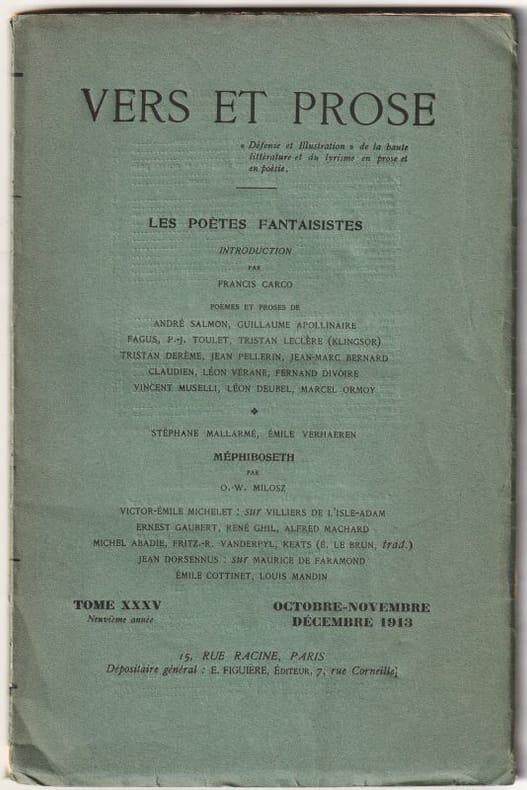 VERS ET PROSE
« Défense et Illustration » de la haute
littérature et du lyrisme en prose et
en poésie.
LES POÈTES FANTAISISTES
INTRODUCTION
PAR
FRANCIS CARCO
POÈMES ET PROSES DE
ANDRÉ SALMON, GUILLAUME APOLLINAIRE
FAGUS, P.-J. TOULET, TRISTAN LECLÈRE (KLINGSOR)
TRISTAN DERÈME, JEAN PELLERIN, JEAN-MARC BERNARD
CLAUDIEN, LÉON VÉRANE, FERNAND DIVOIRE
VINCENT MUSELLI, LÉON DEUBEL, MARCEL ORMOY
STÉPHANE MALLARMÉ, ÉMILE VERHAEREN
MÉPHIBOSETH
PAR
O.-W. MILOSZ
VICTOR-ÉMILE MICHELET : sur VILLIERS DE L'ISLE-ADAM
ERNEST GAUBERT, RENÉ GHIL, ALFRED MACHARD
MICHEL ABADIE, FRITZ.-R. VANDERPYL, KEATS (É. LE BRUN, trad.)
JEAN DORSENNUS : sur MAURICE DE FARAMOND
ÉMILE COTTINET, LOUIS MANDIN
TOME XXXV
Neuvième année
OCTOBRE-NOVEMBRE
DÉCEMBRE 1913
15, RUE RACINE, PARIS
Dépositaire général : E. FIGUIÈRE, ÉDITEUR, 7, rue Corneille